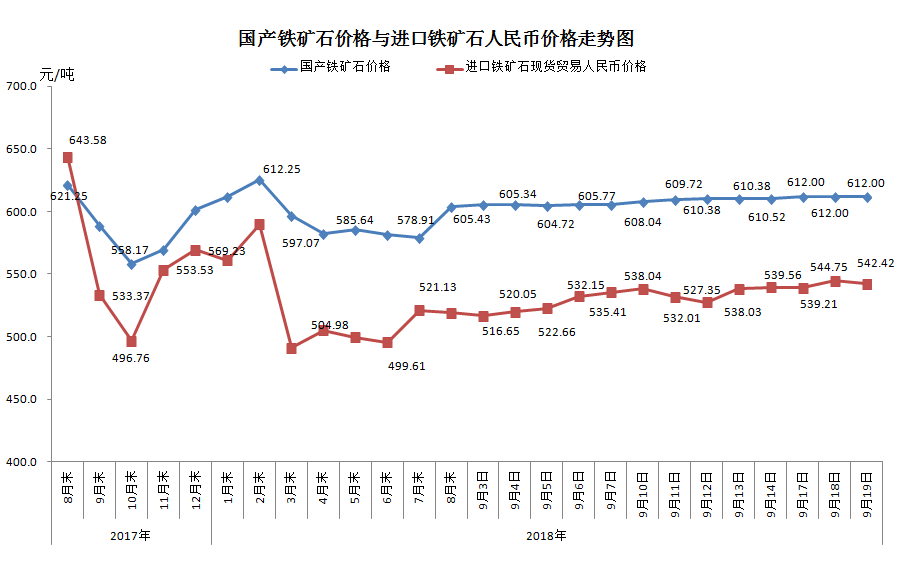 国产铁矿石价格与进口铁矿石人民币价格走势图
国产铁矿石价格
进口铁矿石现货贸易人民币价格
元/吨
700.0
650.0
600.0
550.0
500.0
450.0
400.0
643.58
621.25
558.17
533.37
496.76
553.53
569.23
612.25
597.07
504.98
585.64
499.61
578.91
521.13
605.43
516.65
605.34
520.05
604.72
522.66
605.77
532.15
535.41
608.04
538.04
609.72
532.01
610.38
527.35
610.38
538.03
610.52
539.56
612.00
539.21
612.00
544.75
612.00
542.42
8月末
9月末
10月末
11月末
12月末
1月末
2月末
3月末
4月末
5月末
6月末
7月末
8月末
9月3日
9月4日
9月5日
9月6日
9月7日
9月10日
9月11日
9月12日
9月13日
9月14日
9月17日
9月18日
9月19日
2017年
2018年